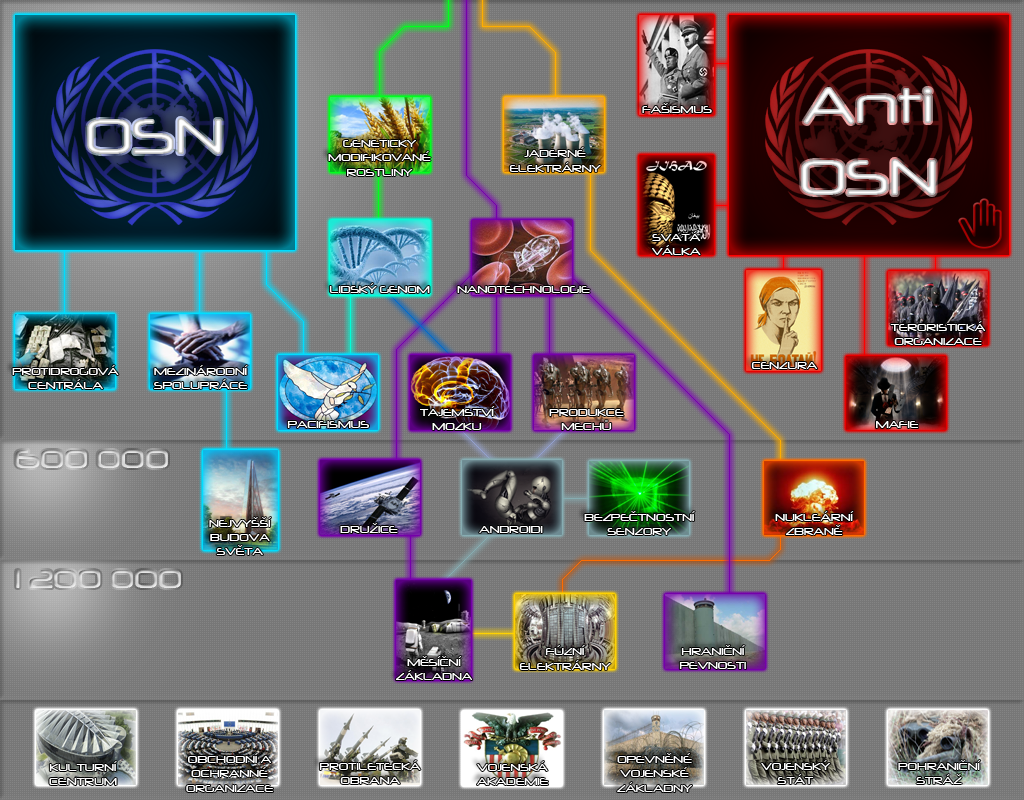 OSN
Anti
OSN
FAŠISMUS
GENETICKY
MODIFIKOVANÉ
ROSTLINY
JADERNÉ
ELEKTRÁRNY
JIHAD
SVATÁ
VÁLKA
LIDSKÝ GENOM
NANOTECHNOLOGIE
PROTIDROGOVÁ
CENTRÁLA
MEZINÁRODNÍ
SPOLUPRÁCE
PACIFISMUS
TAJEMSTVÍ
MOZKU
PRODUKCE
MECHŮ
НЕ БОЛТАЙ!
CENZURA
TERORISTICKÁ
ORGANIZACE
MAFIE
600 000
NEJVYŠŠÍ
BUDOVA
SVĚTA
DRUŽICE
ANDROIDI
BEZPEČTNOSTNÍ
SENZORY
NUKLEÁRNÍ
ZBRANĚ
1 200 000
MĚSÍČNÍ
ZÁKLADNA
FÚZNÍ
ELEKTRÁRNY
HRANIČNÍ
PEVNOSTI
KULTURNÍ
CENTRUM
OBCHODNÍ A
OCHRANNÉ
ORGANIZACE
PROTILETECKÁ
OBRANA
VOJENSKÁ
AKADEMIE
OPEVNĚNÉ
VOJENSKÉ
ZÁKLADNY
VOJENSKÝ
STÁT
POHRANIČNÍ
STRÁŽ